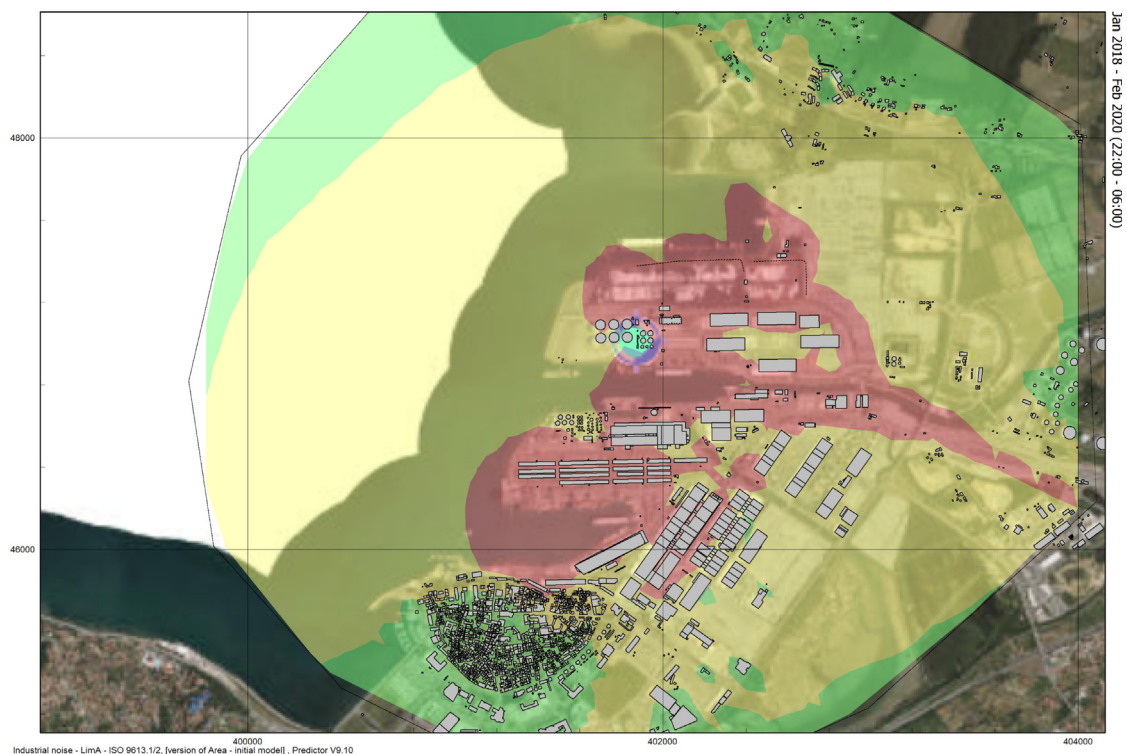 Jan 2018 - Feb 2020 (22:00 - 06:00)
48000
46000
400000
402000
404000
Industrial noise - LimA - ISO 9613.1/2, [version of Area - initial model] , Predictor V9.10